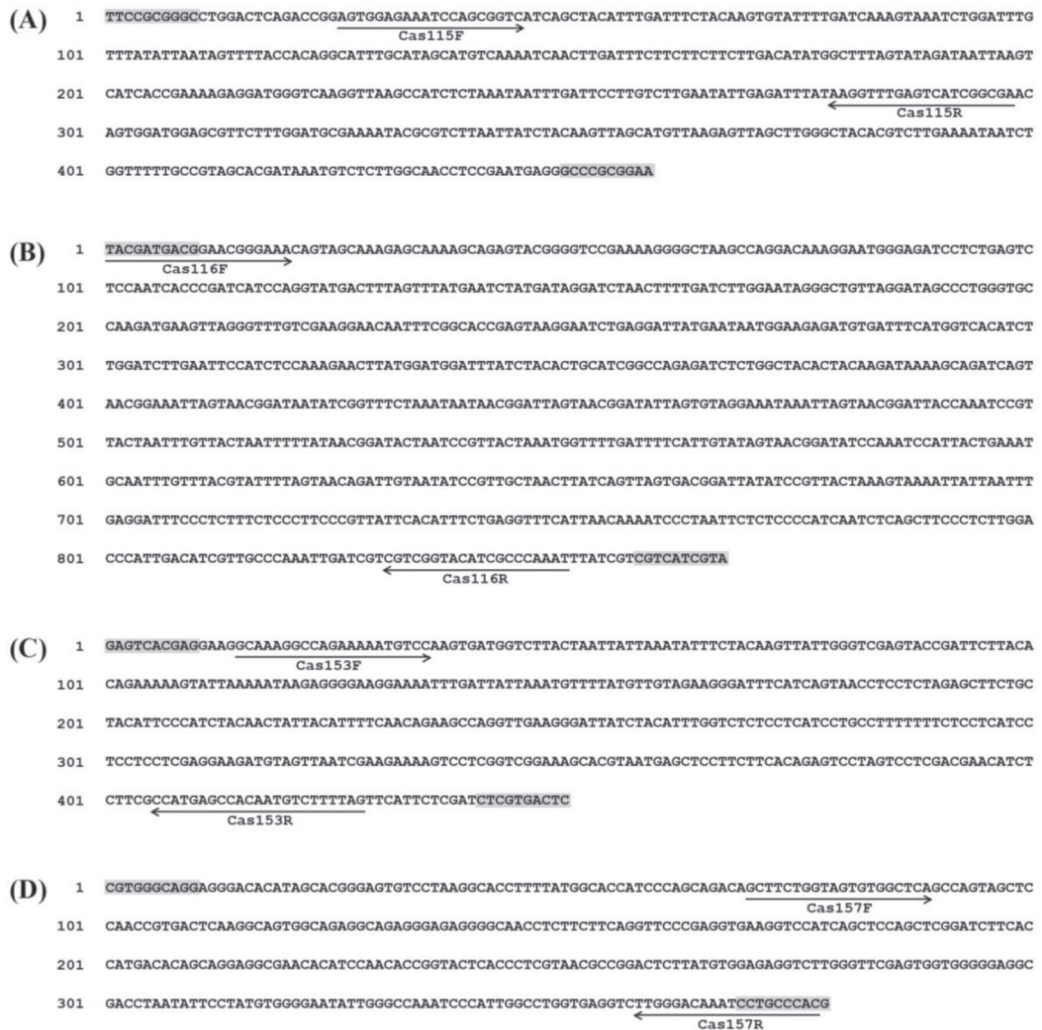 (A) 1 TTCCGCGGGCCTGGACTCAGACCGGAGTGGAGAAATCCAGCGGTCATCAGCTACATTTGATTTCTACAAGTGTATTTTGATCAAAGTAAATCTGGATTTG
Cas115F
101 TTTATATTAATAGTTTTACCACAGGCATTTGCATAGCATGTCAAAATCAACTTGATTTCTTCTTCTTCTTGACATATGGCTTTAGTATAGATAATTAAGT
201 CATCACCGAAAAGAGGATGGGTCAAGGTTAAGCCATCTCTAAATAATTTGATTCCTTGTCTTGAATATTGAGATTTATAAGGTTTGAGTCATCGGCGAAC
Cas115R
301 AGTGGATGGAGCGTTCTTTGGATGCGAAAATACGCGTCTTAATTATCTACAAGTTAGCATGTTAAGAGTTAGCTTGGGCTACACGTCTTGAAAATAATCT
401 GGTTTTTGCCGTAGCACGATAAATGTCTCTTGGCAACCTCCGAATGAGGGCCCGCGGAA
(B) 1 TACGATGACGGAACGGGAAACAGTAGCAAAGAGCAAAAGCAGAGTACGGGGTCCGAAAAGGGGCTAAGCCAGGACAAAGGAATGGGAGATCCTCTGAGTC
Cas116F
101 TCCAATCACCCGATCATCCAGGTATGACTTTAGTTTATGAATCTATGATAGGATCTAACTTTTGATCTTGGAATAGGGCTGTTAGGATAGCCCTGGGTGC
201 CAAGATGAAGTTAGGGTTTGTCGAAGGAACAATTTCGGCACCGAGTAAGGAATCTGAGGATTATGAATAATGGAAGAGATGTGATTTCATGGTCACATCT
301 TGGATCTTGAATTCCATCTCCAAAGAACTTATGGATGGATTTATCTACACTGCATCGGCCAGAGATCTCTGGCTACACTACAAGATAAAAGCAGATCAGT
401 AACGGAAATTAGTAACGGATAATATCGGTTTCTAAATAATAACGGATTAGTAACGGATATTAGTGTAGGAAATAAATTAGTAACGGATTACCAAATCCGT
501 TACTAATTTGTTACTAATTTTTATAACGGATACTAATCCGTTACTAAATGGTTTTGATTTTCATTGTATAGTAACGGATATCCAAATCCATTACTGAAAT
601 GCAATTTGTTTACGTATTTTAGTAACAGATTGTAATATCCGTTGCTAACTTATCAGTTAGTGACGGATTATATCCGTTACTAAAGTAAAATTATTAATTT
701 GAGGATTTCCCTCTTTCTCCCTTCCCGTTATTCACATTTCTGAGGTTTCATTAACAAAATCCCTAATTCTCTCCCCATCAATCTCAGCTTCCCTCTTGGA
801 CCCATTGACATCGTTGCCCAAATTGATCGTCGTCGGTACATCGCCCAAATTTATCGTCGTCATCGTA
Cas116R
(C) 1 GAGTCACGAGGAAGGCAAAGGCCAGAAAAATGTCCAAGTGATGGTCTTACTAATTATTAAATATTTCTACAAGTTATTGGGTCGAGTACCGATTCTTACA
Cas153F
101 CAGAAAAAGTATTAAAAATAAGAGGGGAAGGAAAATTTGATTATTAAATGTTTTATGTTGTAGAAGGGATTTCATCAGTAACCTCCTCTAGAGCTTCTGC
201 TACATTCCCATCTACAACTATTACATTTTCAACAGAAGCCAGGTTGAAGGGATTATCTACATTTGGTCTCTCCTCATCCTGCCTTTTTTTCTCCTCATCC
301 TCCTCCTCGAGGAAGATGTAGTTAATCGAAGAAAAGTCCTCGGTCGGAAAGCACGTAATGAGCTCCTTCTTCACAGAGTCCTAGTCCTCGACGAACATCT
401 CTTCGCCATGAGCCACAATGTCTTTTAGTTCATTCTCGATCTCGTGACTC
Cas153R
(D) 1 CGTGGGCAGGAGGGACACATAGCACGGGAGTGTCCTAAGGCACCTTTTATGGCACCATCCCAGCAGACAGCTTCTGGTAGTGTGGCTCAGCCAGTAGCTC
Cas157F
101 CAACCGTGACTCAAGGCAGTGGCAGAGGCAGAGGGAGAGGGGCAACCTCTTCTTCAGGTTCCCGAGGTGAAGGTCCATCAGCTCCAGCTCGGATCTTCAC
201 CATGACACAGCAGGAGGCGAACACATCCAACACCGGTACTCACCCTCGTAACGCCGGACTCTTATGTGGAGAGGTCTTGGGTTCGAGTGGTGGGGGAGGC
301 GACCTAATATTCCTATGTGGGGAATATTGGGCCAAATCCCATTGGCCTGGTGAGGTCTTGGGACAAATCCTGCCCACG
Cas157R